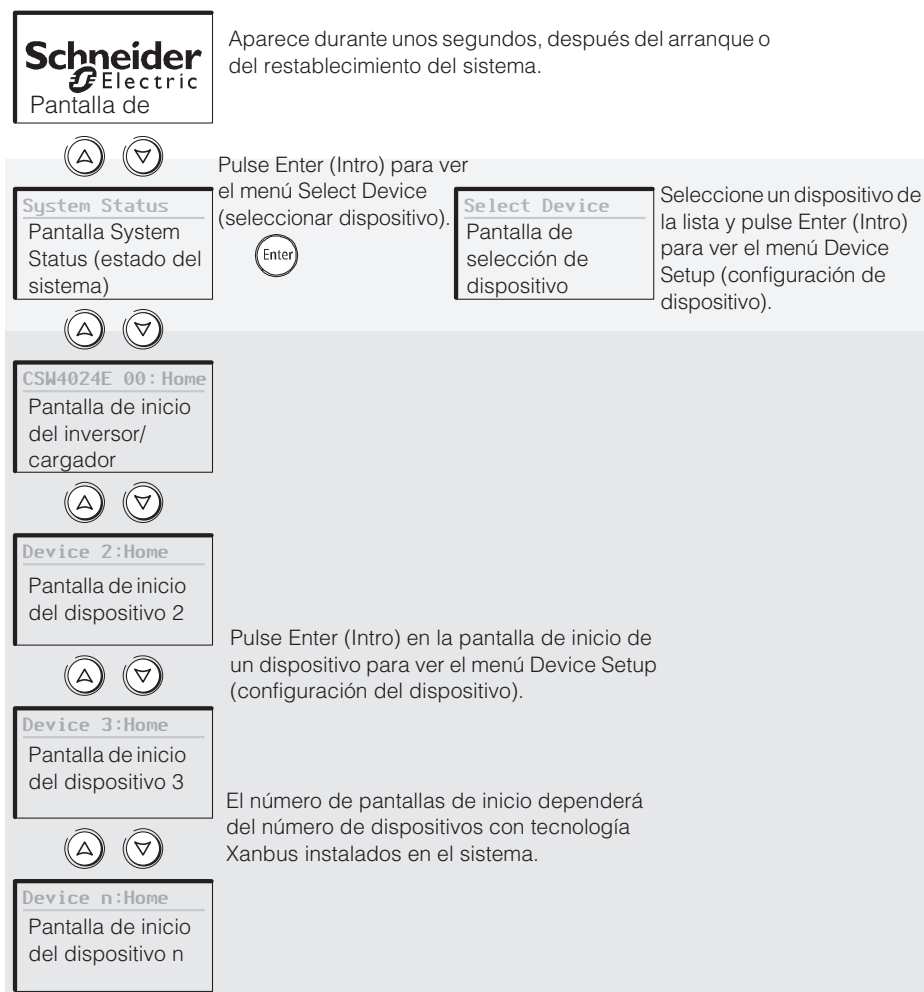 Schneider
Electric
Pantalla de
Aparece durante unos segundos, después del arranque o
del restablecimiento del sistema.
System Status
Pantalla System
Status (estado del
sistema)
Pulse Enter (Intro) para ver
el menú Select Device
(seleccionar dispositivo).
Enter
Select Device
Pantalla de
selección de
dispositivo
Seleccione un dispositivo de
la lista y pulse Enter (Intro)
para ver el menú Device
Setup (configuración de
dispositivo).
CSW4024E 00: Home
Pantalla de inicio
del inversor/
cargador
Device 2:Home
Pantalla de inicio
del dispositivo 2
Pulse Enter (Intro) en la pantalla de inicio de
un dispositivo para ver el menú Device Setup
(configuración del dispositivo).
Device 3:Home
Pantalla de inicio
del dispositivo 3
El número de pantallas de inicio dependerá
del número de dispositivos con tecnología
Xanbus instalados en el sistema.
Device n:Home
Pantalla de inicio
del dispositivo n